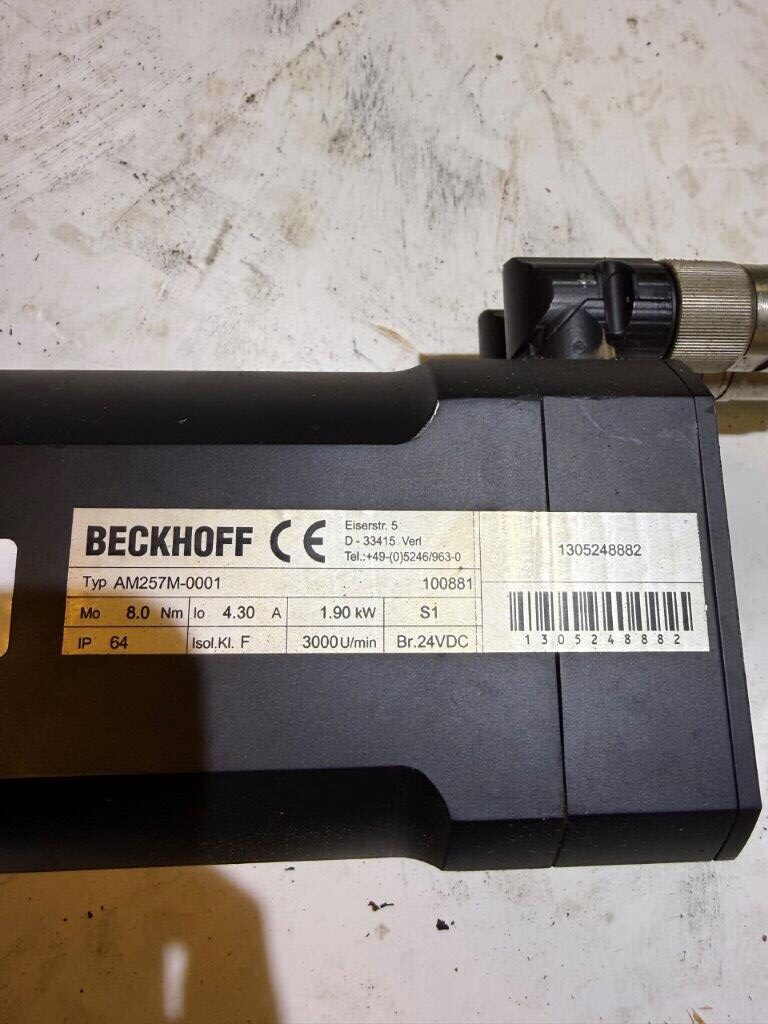 BECKHOFF CE
Eiserstr. 5
D - 33415 Verl
Tel.:+49-(0)5246/963-0
Typ AM257M-0001 100881
Mo 8.0 Nm Io 4.30 A 1.90 kW S1
IP 64 Isol.Kl. F 3000U/min Br.24VDC
1305248882
1305248882